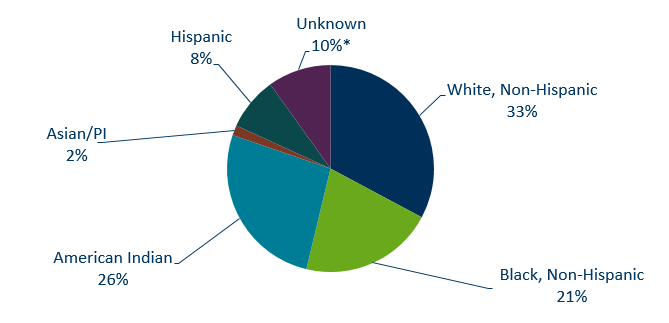 Unknown
10%*
Hispanic
8%
White, Non-Hispanic
33%
Asian/PI
2%
American Indian
26%
Black, Non-Hispanic
21%